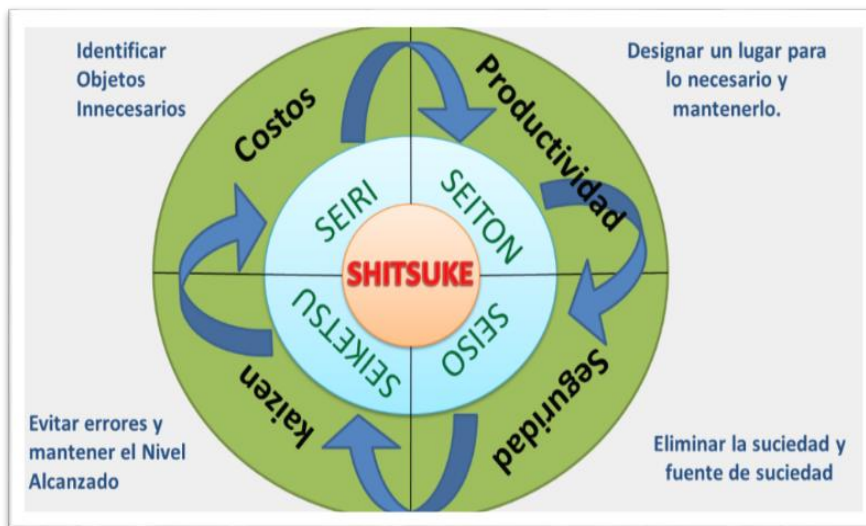 Identificar
Objetos
Innecesarios
Designar un lugar para
lo necesario y
mantenerlo.
Costos
Productividad
SEIRI
SEITON
SHITSUKE
SEIKETSU
SEISO
kaizen
Seguridad
Evitar errores y
mantener el Nivel
Alcanzado
Eliminar la suciedad y
fuente de suciedad